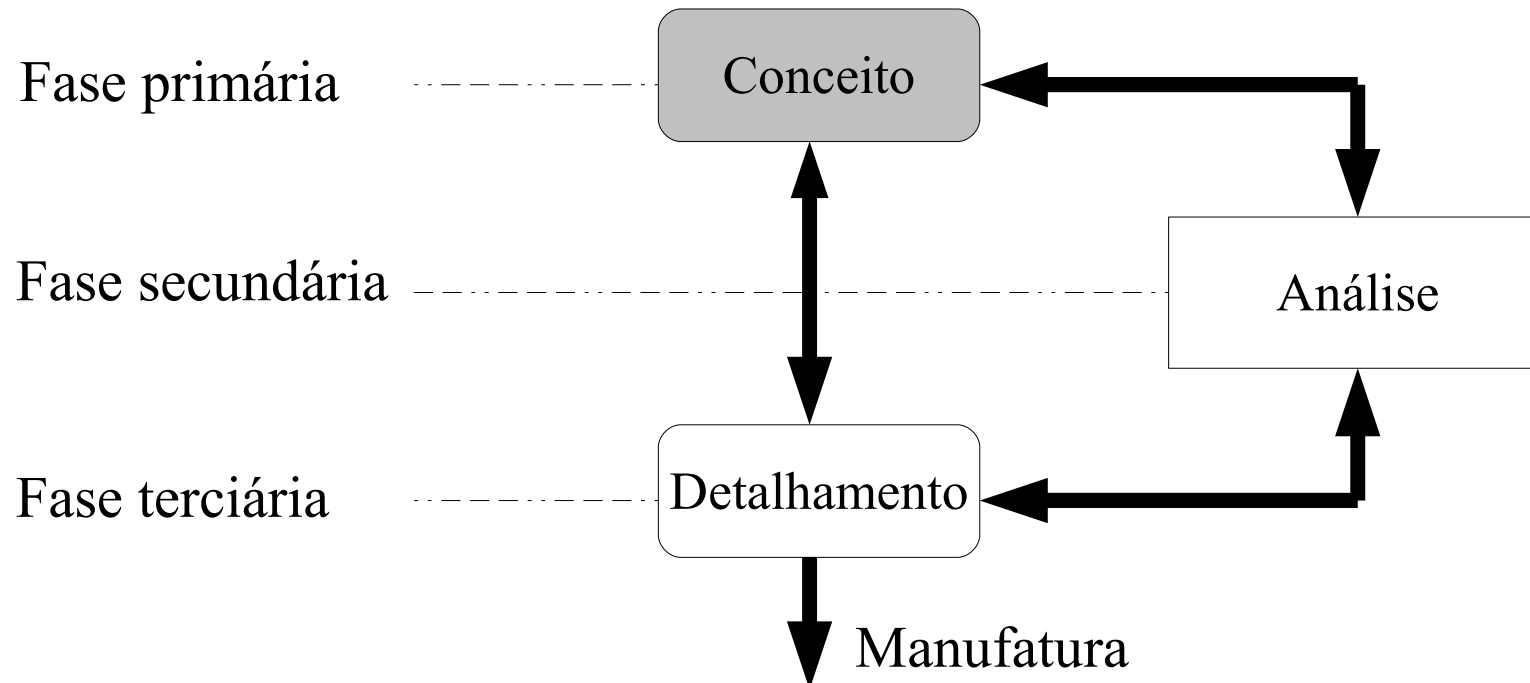 Fase primária
Conceito
Fase secundária
Análise
Fase terciária
Detalhamento
Manufatura